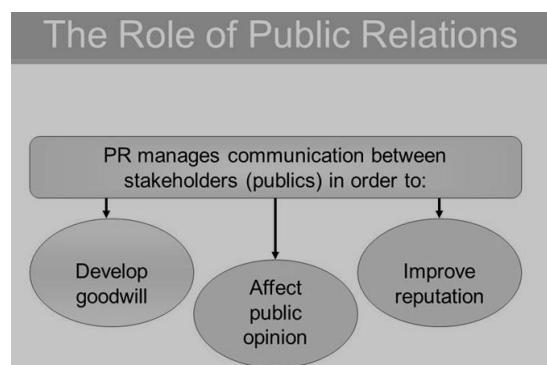 The Role of Public Relations
PR manages communication between
stakeholders (publics) in order to:
Develop
goodwill
Affect
public
opinion
Improve
reputation